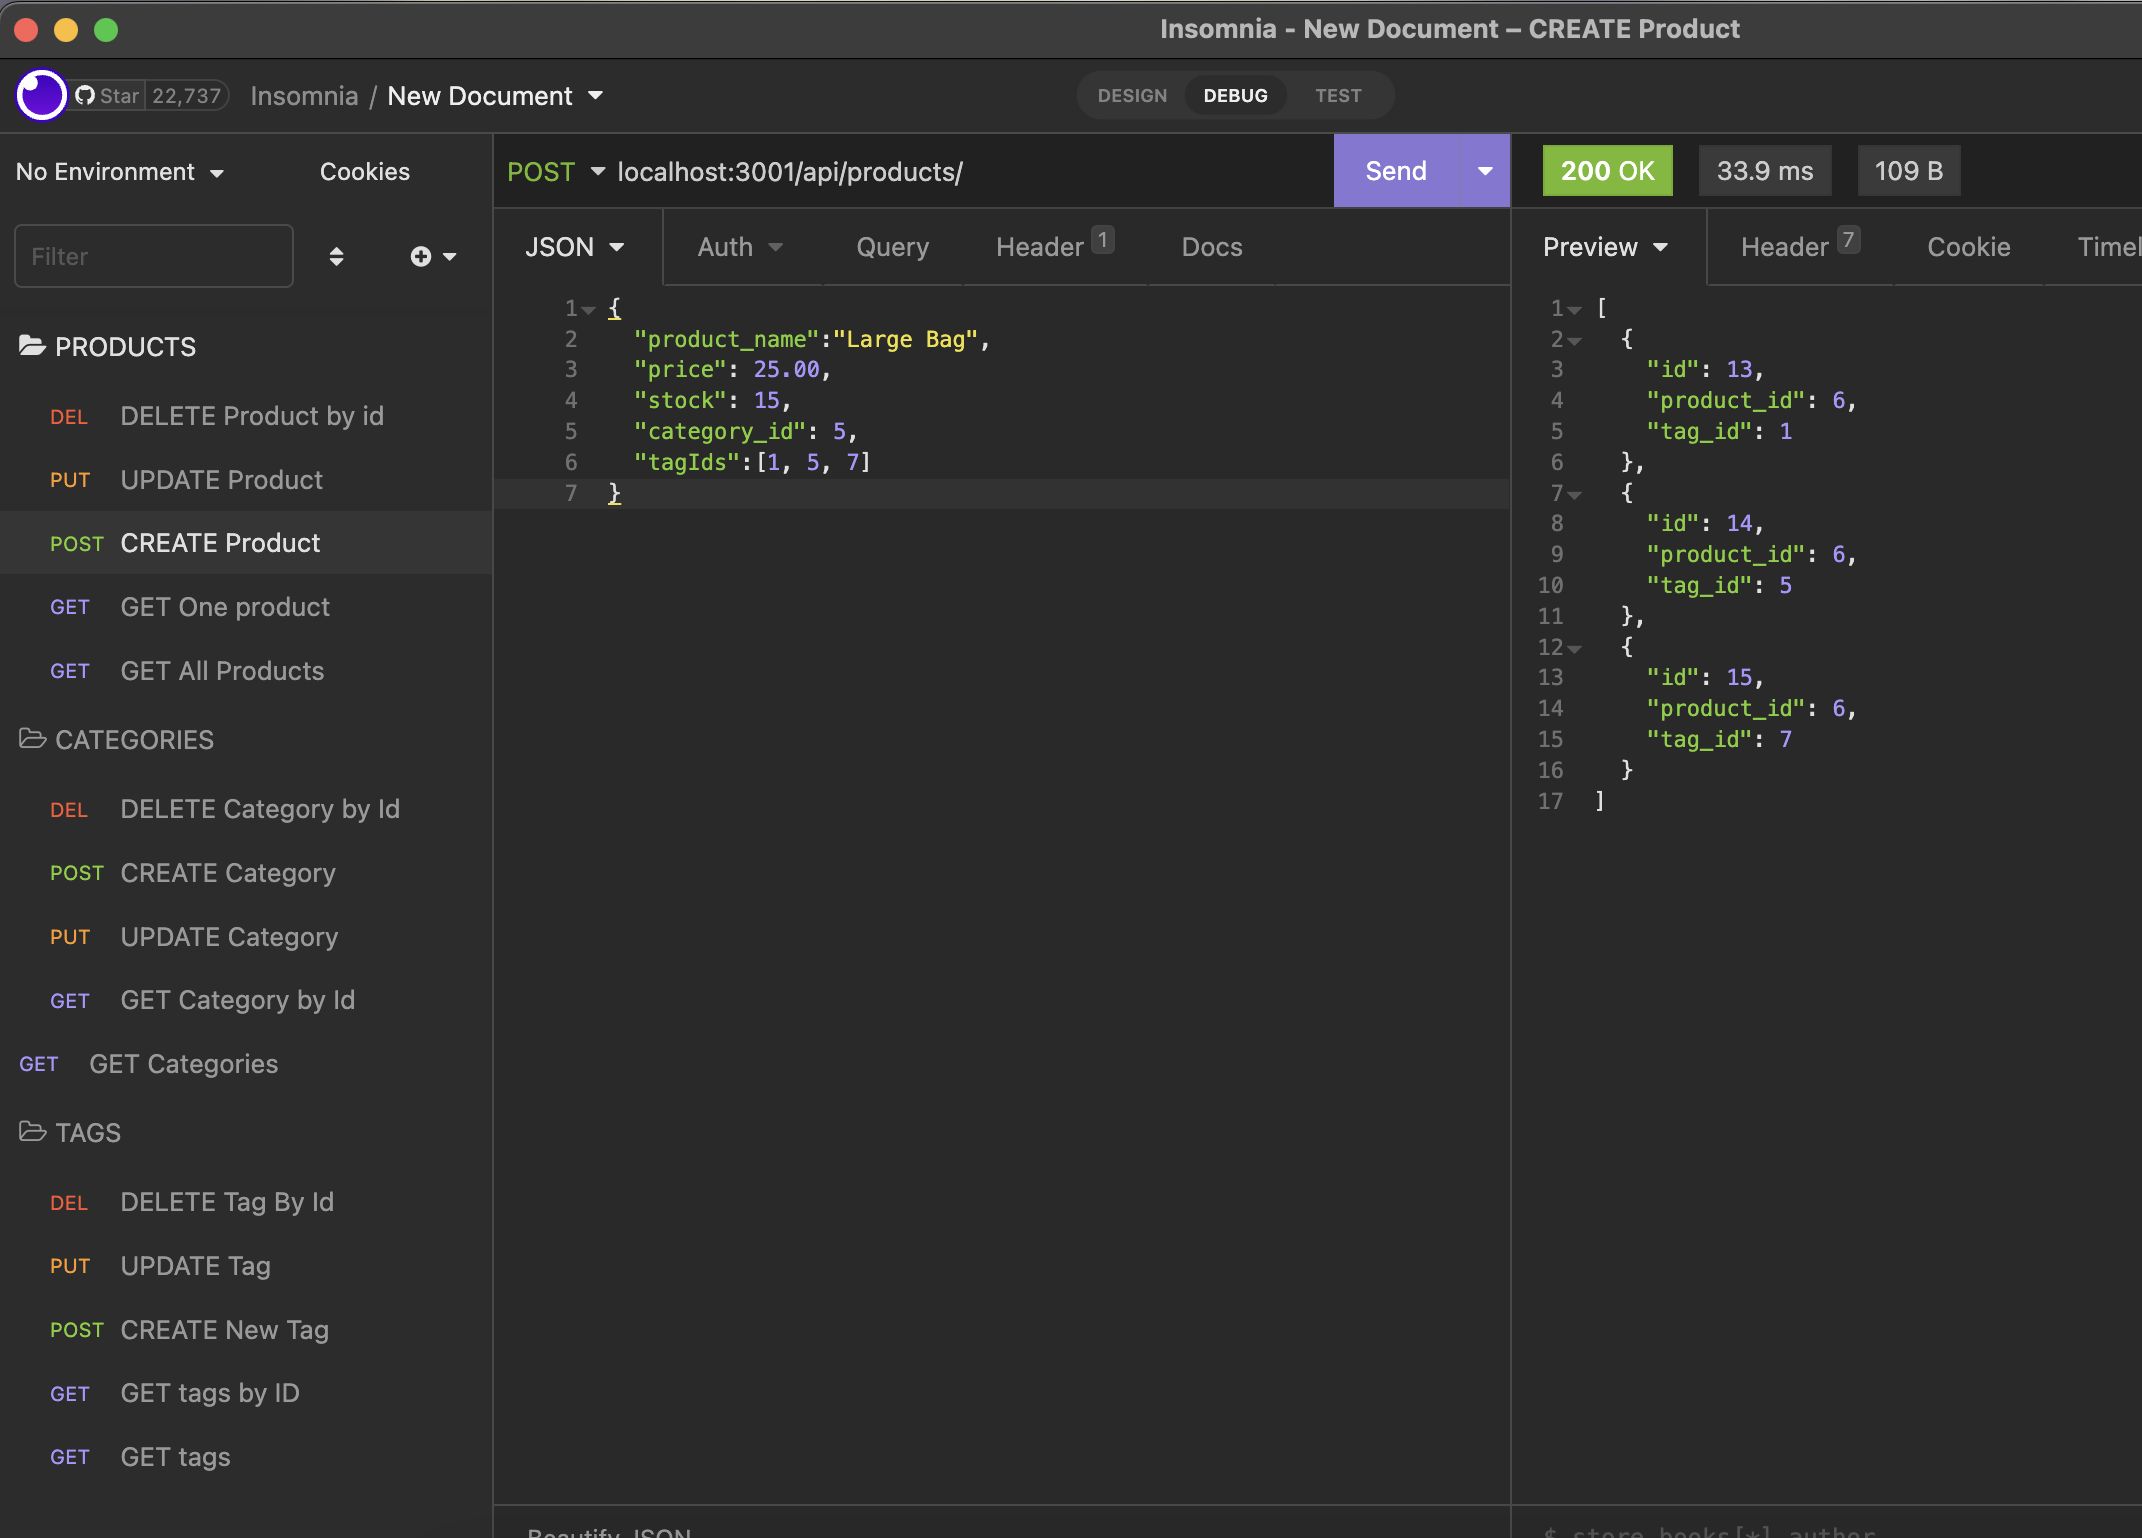 Insomnia - New Document – CREATE Product
Star 22,737 Insomnia / New Document
DESIGN DEBUG TEST
No Environment Cookies
Filter
PRODUCTS
DEL DELETE Product by id
PUT UPDATE Product
POST CREATE Product
GET GET One product
GET GET All Products
CATEGORIES
DEL DELETE Category by Id
POST CREATE Category
PUT UPDATE Category
GET GET Category by Id
GET GET Categories
TAGS
DEL DELETE Tag By Id
PUT UPDATE Tag
POST CREATE New Tag
GET GET tags by ID
GET GET tags
POST localhost:3001/api/products/ Send
JSON Auth Query Header 1 Docs
1 {
2 "product_name":"Large Bag",
3 "price": 25.00,
4 "stock": 15,
5 "category_id": 5,
6 "tagIds":[1, 5, 7]
7 }
Beautify JSON
200 OK 33.9 ms 109 B
Preview Header 7 Cookie Timel
1 [
2 {
3 "id": 13,
4 "product_id": 6,
5 "tag_id": 1
6 },
7 {
8 "id": 14,
9 "product_id": 6,
10 "tag_id": 5
11 },
12 {
13 "id": 15,
14 "product_id": 6,
15 "tag_id": 7
16 }
17 ]
$.store.books[*].author